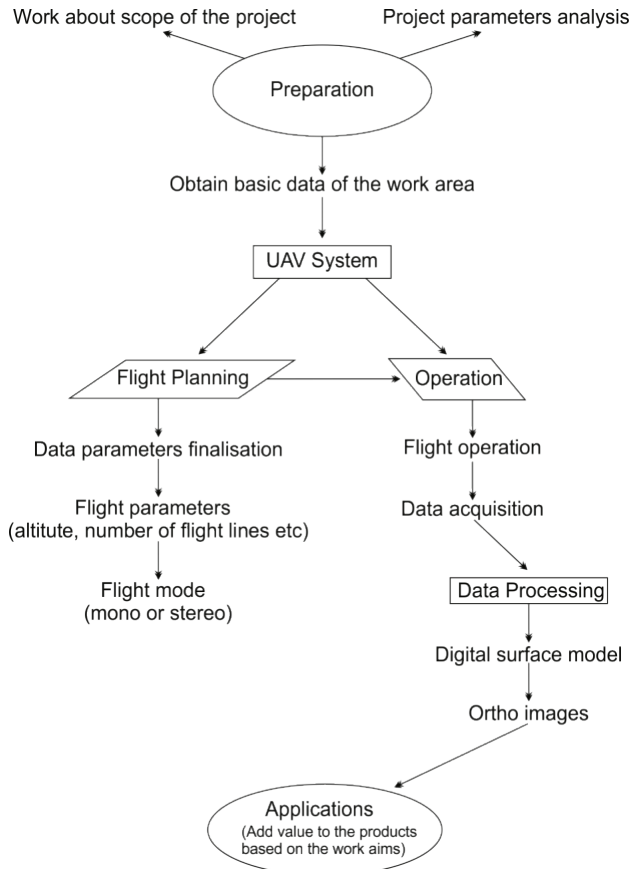 Work about scope of the project
Project parameters analysis
Preparation
Obtain basic data of the work area
UAV System
Flight Planning
Operation
Data parameters finalisation
Flight operation
Flight parameters
(altitute, number of flight lines etc)
Data acquisition
Flight mode
(mono or stereo)
Data Processing
Digital surface model
Ortho images
Applications
(Add value to the products
based on the work aims)